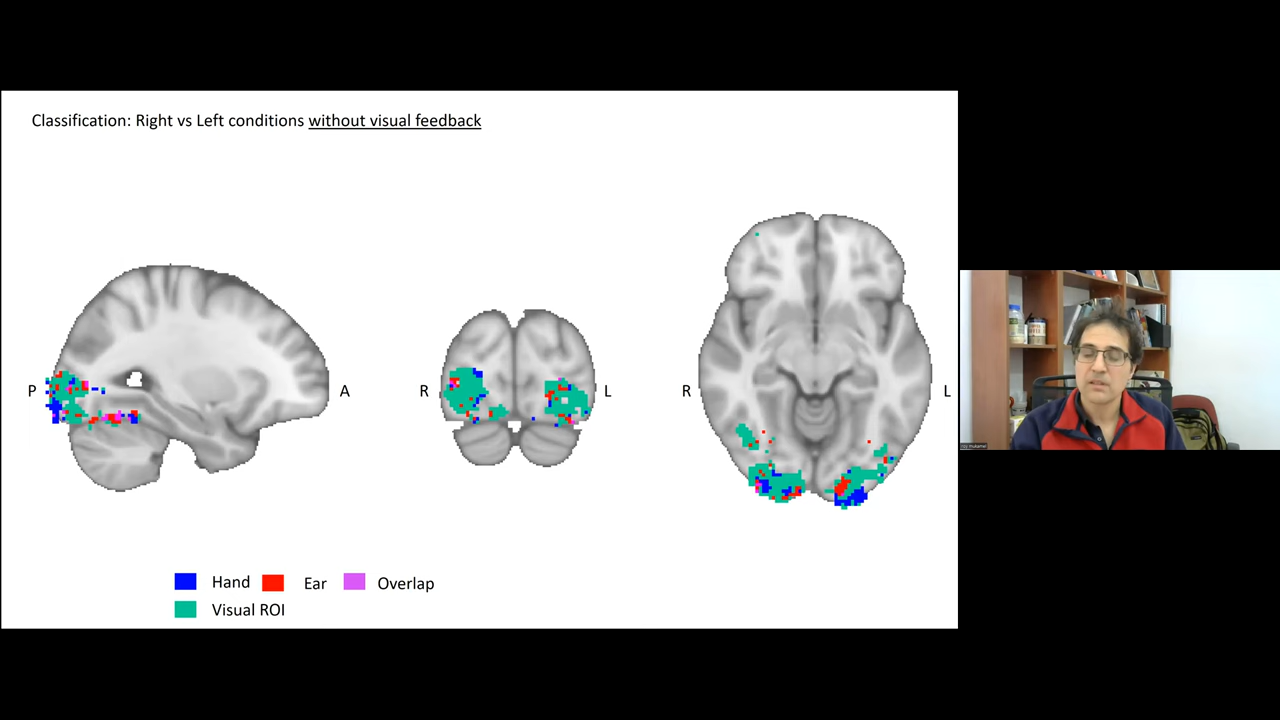 Classification: Right vs Left conditions without visual feedback
P
A
R
L
R
L
Hand
Ear
Overlap
Visual ROI